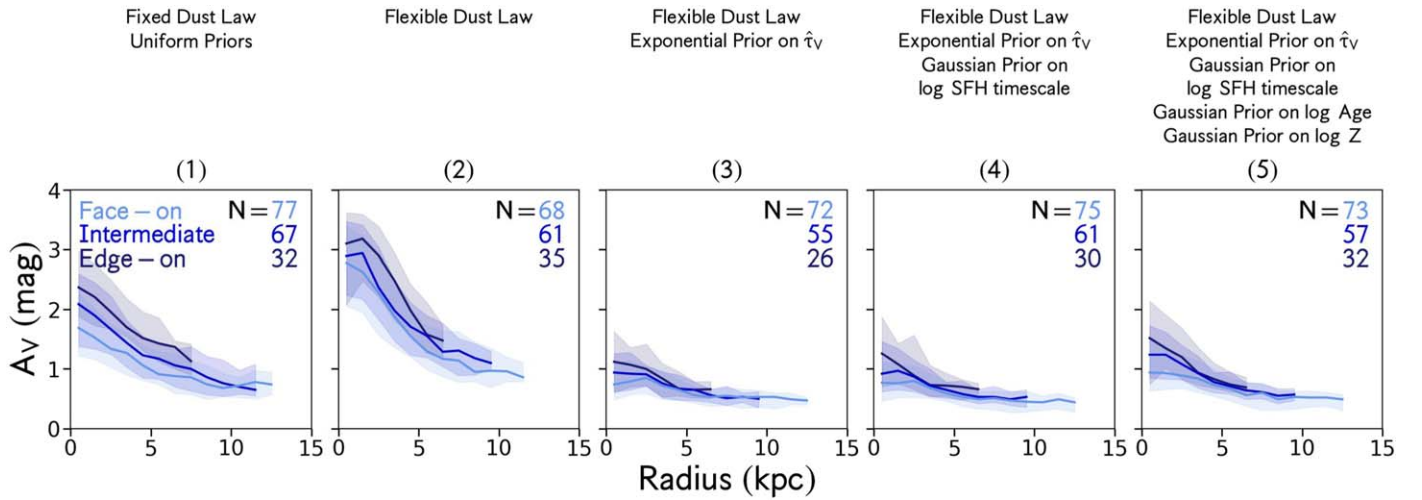 Fixed Dust Law
Uniform Priors
Flexible Dust Law
Flexible Dust Law
Exponential Prior on τ̂V
Flexible Dust Law
Exponential Prior on τ̂V
Gaussian Prior on
log SFH timescale
Flexible Dust Law
Exponential Prior on τ̂V
Gaussian Prior on
log SFH timescale
Gaussian Prior on log Age
Gaussian Prior on log Z
(1)
(2)
(3)
(4)
(5)
Av (mag)
4
3
2
1
0
Face – on N = 77
Intermediate 67
Edge – on 32
N = 68
61
35
N = 72
55
26
N = 75
61
30
N = 73
57
32
0 5 10 15
0 5 10 15
0 5 10 15
0 5 10 15
0 5 10 15
Radius (kpc)